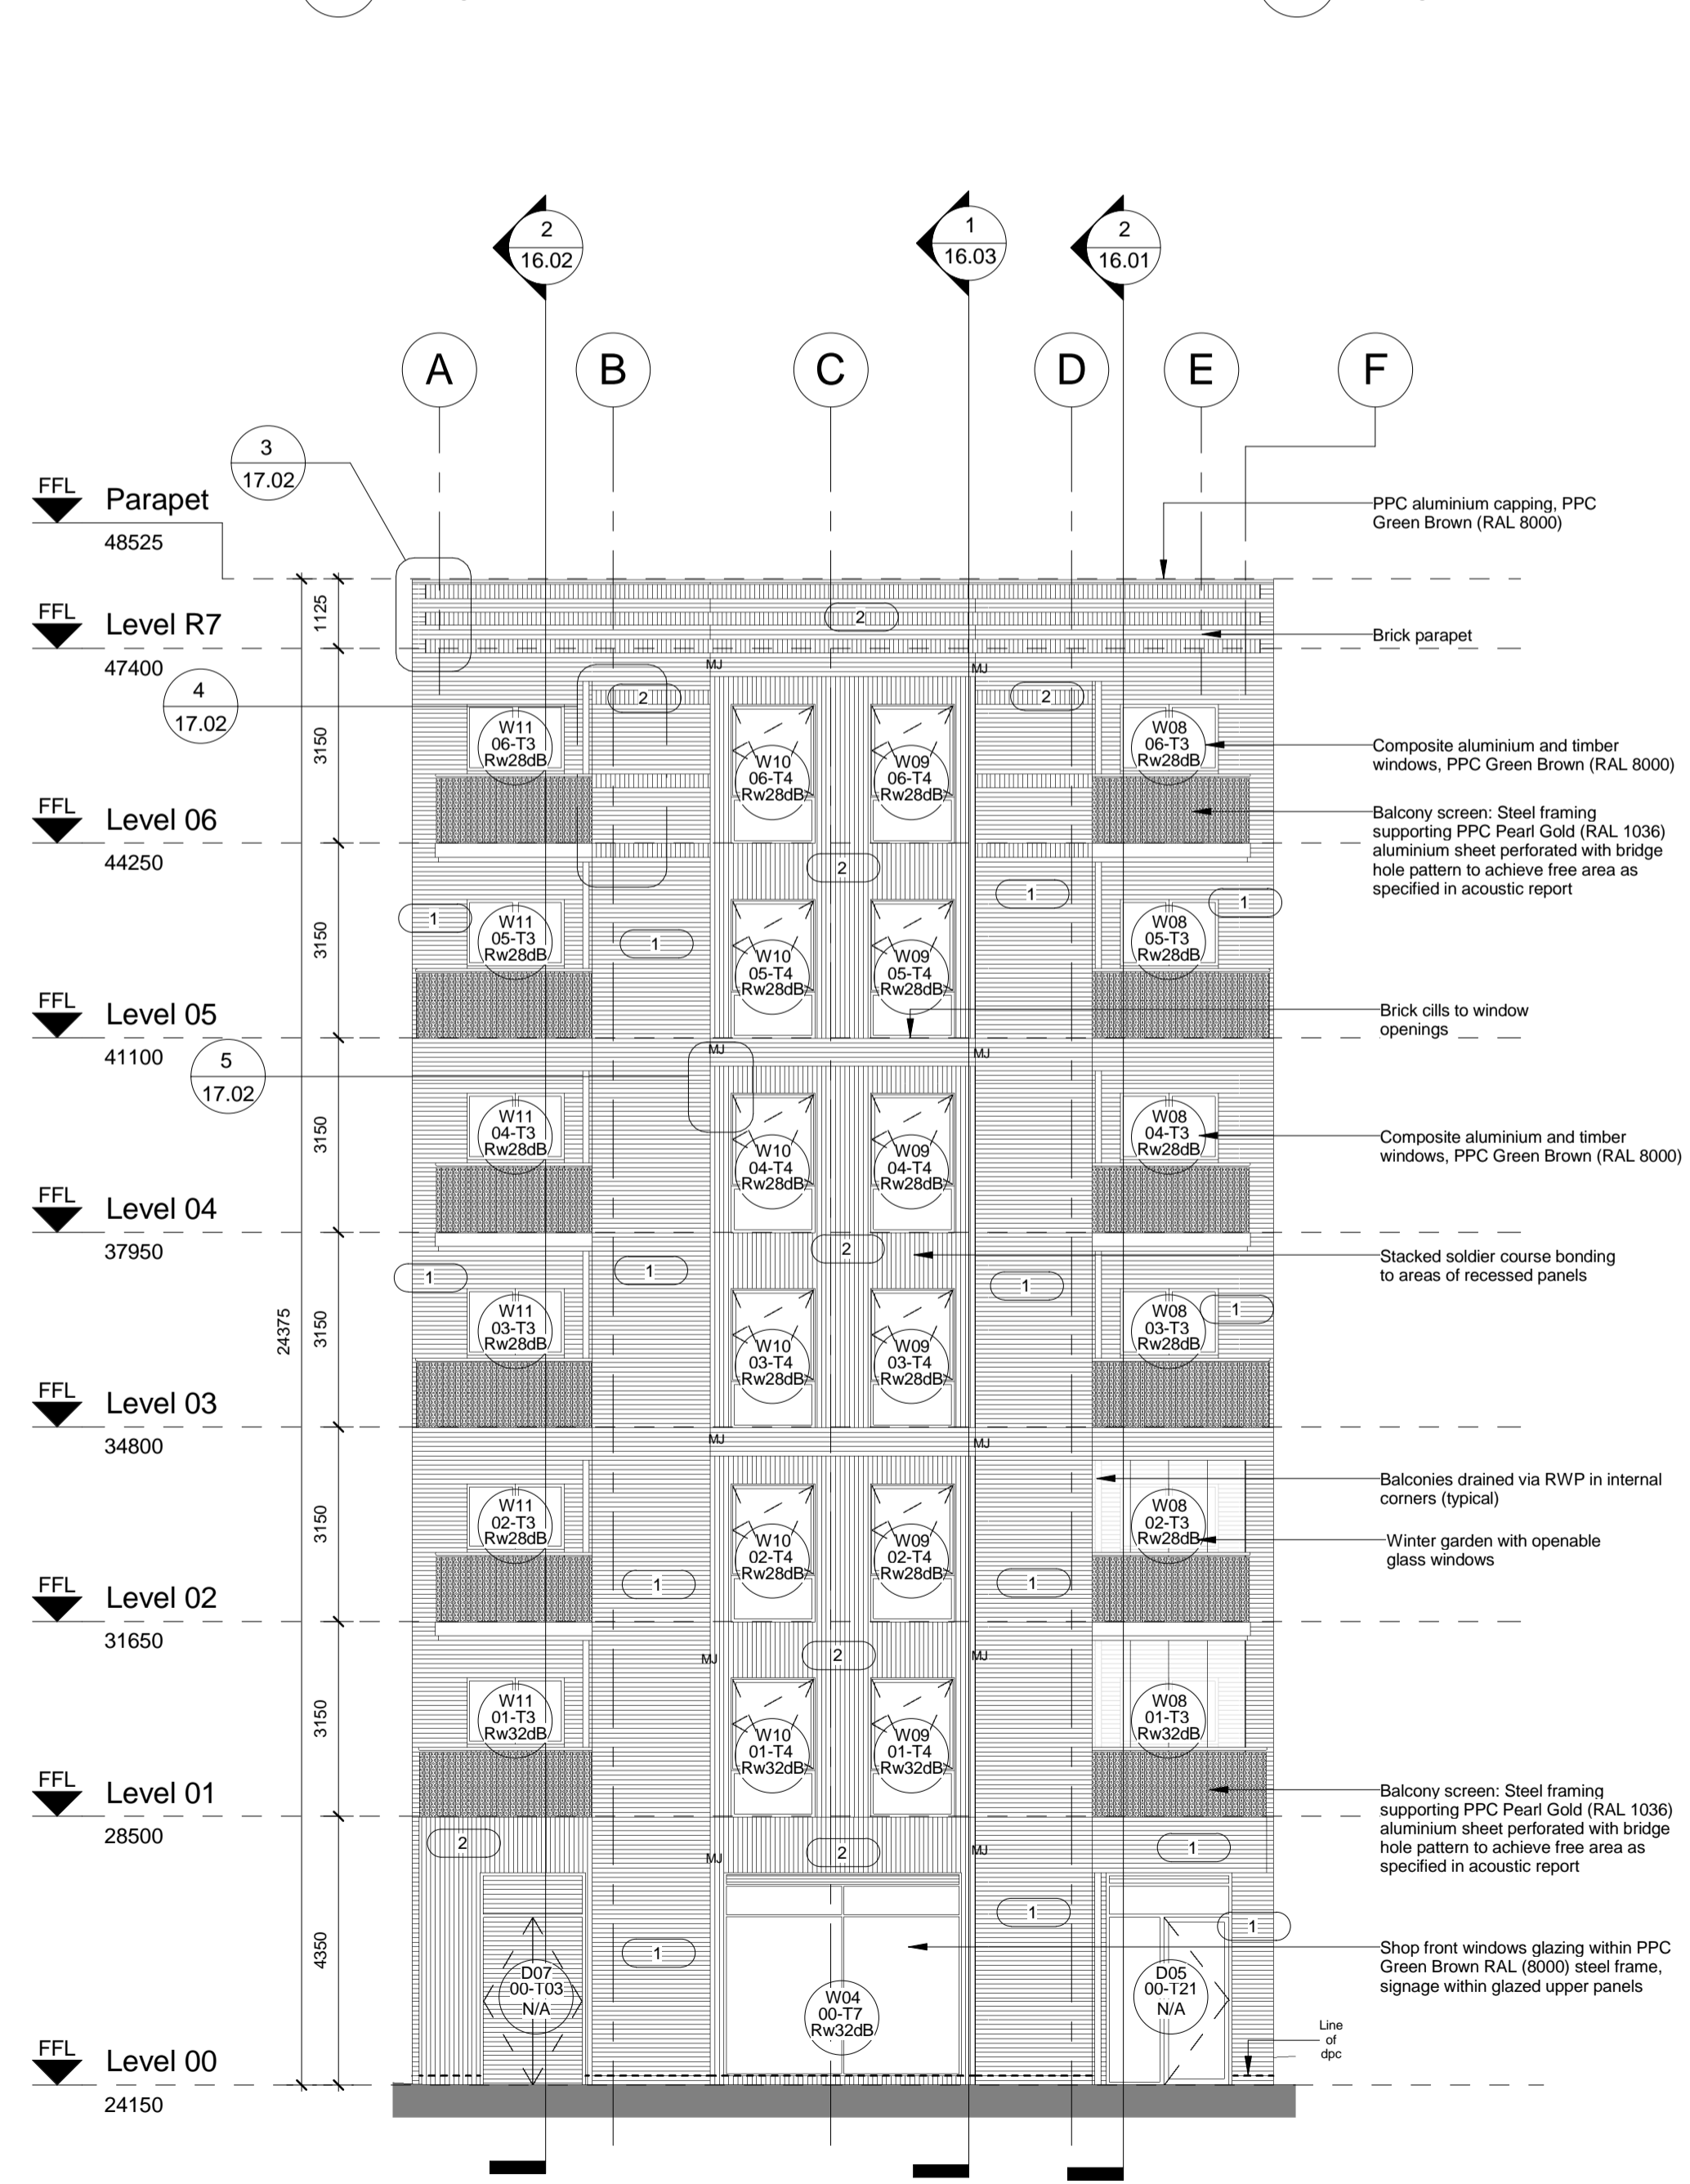 2
16.02
1
16.03
2
16.01
A
B
C
D
E
F
3
17.02
FFL
Parapet
48525
PPC aluminium capping, PPC
Green Brown (RAL 8000)
1125
2
FFL
Level R7
47400
Brick parapet
MJ
MJ
4
17.02
2
2
3150
W11
06-T3
Rw28dB
W10
06-T4
Rw28dB
W09
06-T4
Rw28dB
W08
06-T3
Rw28dB
Composite aluminium and timber
windows, PPC Green Brown (RAL 8000)
FFL
Level 06
44250
Balcony screen: Steel framing
supporting PPC Pearl Gold (RAL 1036)
aluminium sheet perforated with bridge
hole pattern to achieve free area as
specified in acoustic report
2
1
1
1
1
3150
W11
05-T3
Rw28dB
W10
05-T4
Rw28dB
W09
05-T4
Rw28dB
W08
05-T3
Rw28dB
FFL
Level 05
41100
Brick cills to window
openings
MJ
MJ
5
17.02
3150
W11
04-T3
Rw28dB
W10
04-T4
Rw28dB
W09
04-T4
Rw28dB
W08
04-T3
Rw28dB
Composite aluminium and timber
windows, PPC Green Brown (RAL 8000)
FFL
Level 04
37950
2
Stacked soldier course bonding
to areas of recessed panels
1
1
1
1
24375
3150
W11
03-T3
Rw28dB
W10
03-T4
Rw28dB
W09
03-T4
Rw28dB
W08
03-T3
Rw28dB
FFL
Level 03
34800
MJ
MJ
Balconies drained via RWP in internal
corners (typical)
3150
W11
02-T3
Rw28dB
W10
02-T4
Rw28dB
W09
02-T4
Rw28dB
W08
02-T3
Rw28dB
Winter garden with openable
glass windows
1
1
FFL
Level 02
31650
MJ
2
MJ
3150
W11
01-T3
Rw32dB
W10
01-T4
Rw32dB
W09
01-T4
Rw32dB
W08
01-T3
Rw32dB
FFL
Level 01
28500
Balcony screen: Steel framing
supporting PPC Pearl Gold (RAL 1036)
aluminium sheet perforated with bridge
hole pattern to achieve free area as
specified in acoustic report
2
MJ
2
MJ
1
1
1
1
4350
D07
00-T03
N/A
W04
00-T7
Rw32dB
D05
00-T21
N/A
Shop front windows glazing within PPC
Green Brown RAL (8000) steel frame,
signage within glazed upper panels
Line
of
dpc
FFL
Level 00
24150